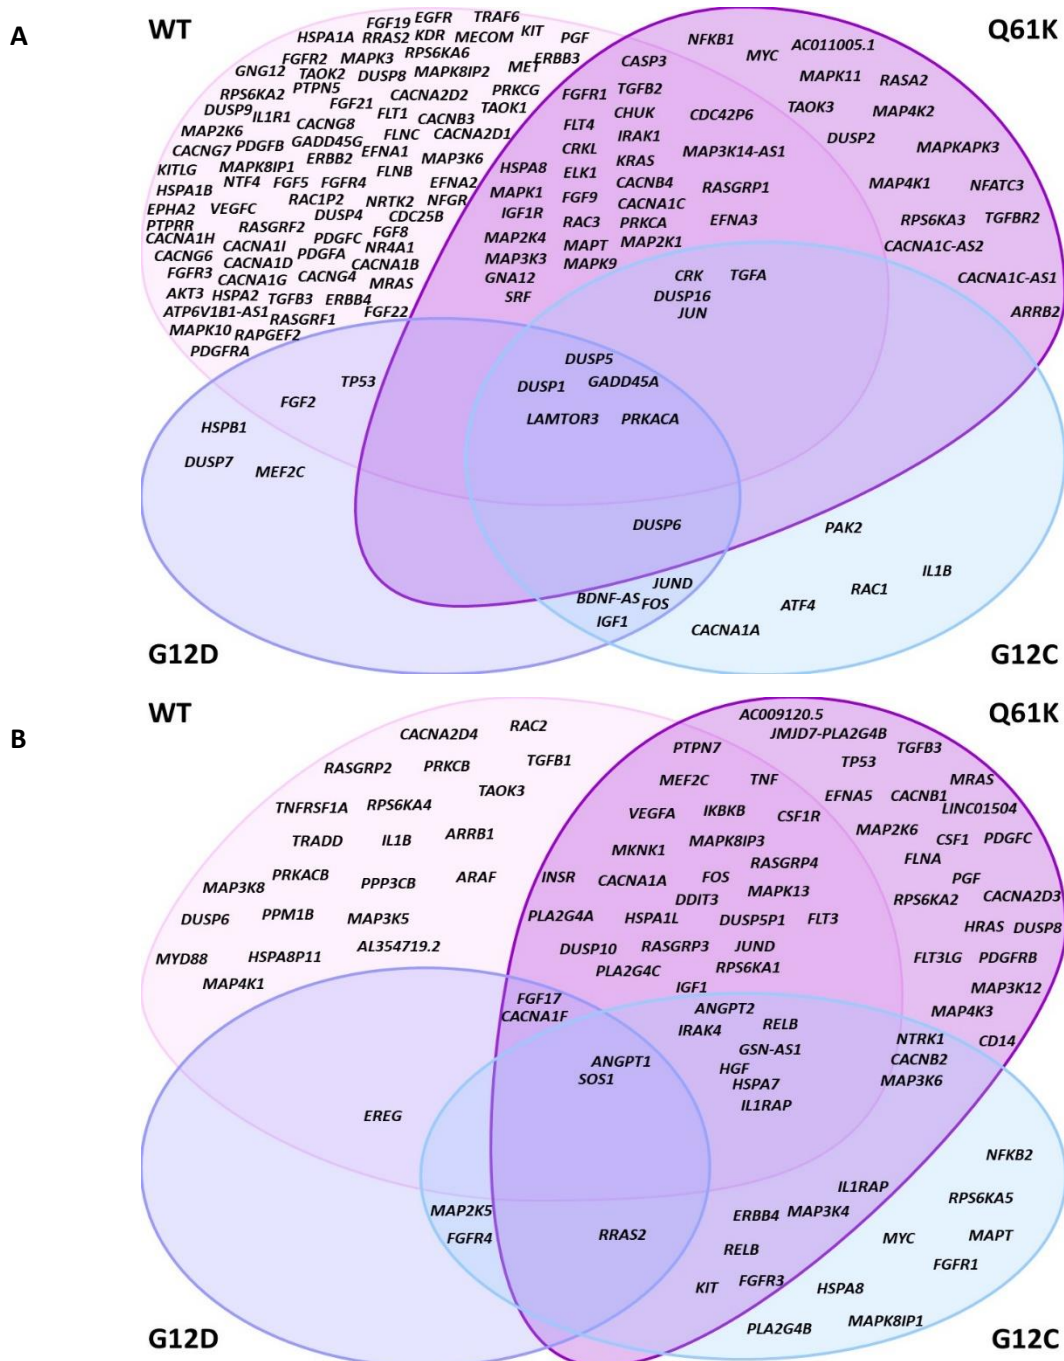 A
WT
Q61K
FGF19 EGFR TRAF6
HSPA1A RRAS2 KDR MECOM KIT PGF
FGFR2 MAPK3 RPS6KA6 MET ERBB3
GNG12 TAOK2 DUSP8 MAPK8IP2
RPS6KA2 PTPN5 CACNA2D2 PRKCG
DUSP9 IL1R1 FGF21 FLT1 CACNB3 TAOK1
MAP2K6 CACNG8 FLNC CACNA2D1
CACNG7 PDGFB GADD45G EFNA1
KITLG MAPK8IP1 ERBB2 FLNB MAP3K6
HSPA1B NTF4 FGF5 FGFR4 EFNA2
EPHA2 VEGFC RAC1P2 NRTK2 NFGR
PTPRR RASGRF2 DUSP4 CDC25B
CACNA1H CACNA1I PDGFC FGF8
CACNG6 CACNA1D PDGFA NR4A1
FGFR3 CACNA1G CACNG4 CACNA1B
AKT3 HSPA2 TGFB3 ERBB4 MRAS
ATP6V1B1-AS1 RASGRF1 FGF22
MAPK10 RAPGEF2
PDGFRA
CASP3
FGFR1 TGFB2
CHUK
FLT4 IRAK1
CRKL KRAS
HSPA8 ELK1 CACNB4
MAPK1 FGF9 CACNA1C
IGF1R RAC3 PRKCA
MAP2K4 MAPT MAP2K1
MAP3K3 MAPK9
GNA12
SRF
CDC42P6
MAP3K14-AS1
RASGRP1
EFNA3
NFKB1
MYC AC011005.1
MAPK11 RASA2
TAOK3 MAP4K2
DUSP2 MAPKAPK3
MAP4K1 NFATC3
RPS6KA3 TGFBR2
CACNA1C-AS2
CACNA1C-AS1
ARRB2
CRK TGFA
DUSP16
JUN
DUSP5
DUSP1 GADD45A
LAMTOR3 PRKACA
TP53
FGF2
HSPB1
DUSP7 MEF2C
DUSP6
JUND
BDNF-AS FOS
IGF1
PAK2
IL1B
RAC1
ATF4
CACNA1A
G12D
G12C
B
WT
Q61K
CACNA2D4 RAC2
RASGRP2 PRKCB TGFB1
TNFRSF1A RPS6KA4 TAOK3
TRADD IL1B ARRB1
MAP3K8 PRKACB PPP3CB ARAF
DUSP6 PPM1B MAP3K5
MYD88 HSPA8P11 AL354719.2
MAP4K1
AC009120.5
PTPN7 JMJD7-PLA2G4B
TP53 TGFB3
MEF2C TNF MRAS
EFNA5 CACNB1
VEGFA IKBKB CSF1R LINC01504
MAPK8IP3 MAP2K6 CSF1 PDGFC
MKNK1 RASGRP4 FLNA
INSR CACNA1A FOS MAPK13 PGF
DDIT3 RPS6KA2 CACNA2D3
PLA2G4A HSPA1L DUSP5P1 FLT3 HRAS DUSP8
DUSP10 RASGRP3 JUND FLT3LG PDGFRB
PLA2G4C RPS6KA1 MAP3K12
IGF1 MAP4K3
FGF17
CACNA1F
ANGPT2
IRAK4 RELB NTRK1 CD14
GSN-AS1 CACNB2
HGF MAP3K6
HSPA7
IL1RAP
ANGPT1
SOS1
EREG
MAP2K5
FGFR4
RRAS2
IL1RAP
ERBB4 MAP3K4
RELB
KIT FGFR3
NFKB2
RPS6KA5
MYC MAPT
FGFR1
HSPA8
PLA2G4B MAPK8IP1
G12D
G12C